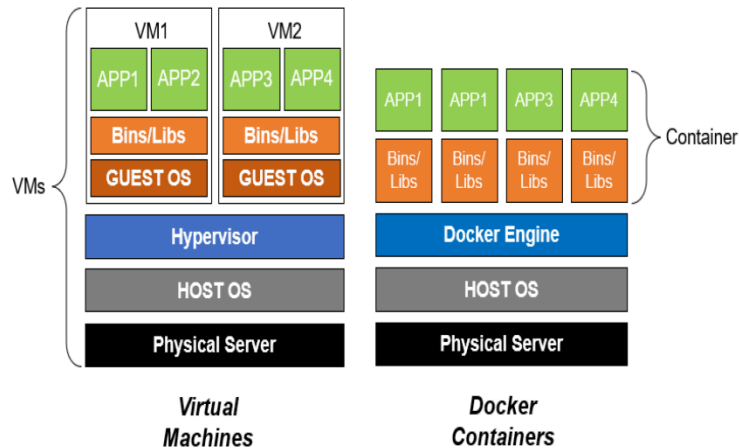 VM1 VM2
APP1 APP2 APP3 APP4
Bins/Libs Bins/Libs
GUEST OS GUEST OS
VMs
Hypervisor
HOST OS
Physical Server
Virtual
Machines
APP1 APP1 APP3 APP4
Bins/ Bins/ Bins/ Bins/
Libs Libs Libs Libs
Container
Docker Engine
HOST OS
Physical Server
Docker
Containers